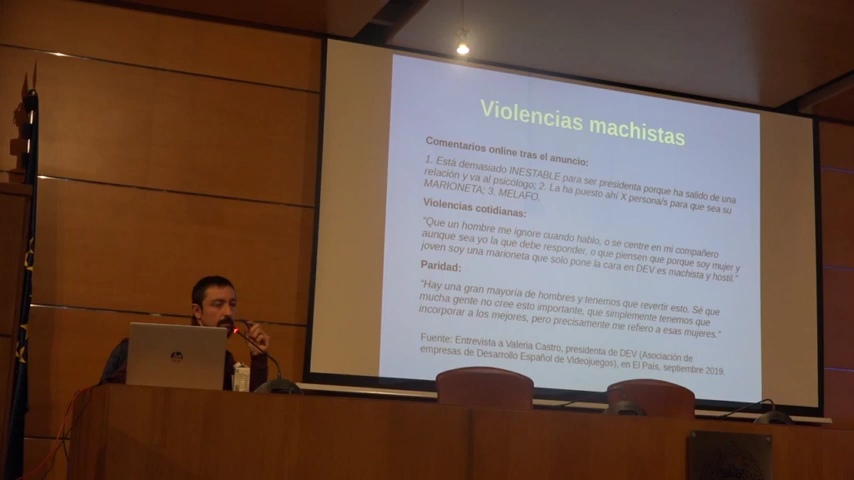 Violencias machistas
Comentarios online tras el anuncio:
1. Está demasiado INESTABLE para ser presidenta porque ha salido de una
relación y va al psicólogo; 2. La ha puesto ahí X persona/s para que sea su
MARIONETA; 3. MELAFO.
Violencias cotidianas:
"Que un hombre me ignore cuando hablo, o se centre en mi compañero
aunque sea yo la que debe responder, o que piensen que porque soy mujer y
joven soy una marioneta que solo pone la cara en DEV es machista y hostil."
Paridad:
"Hay una gran mayoría de hombres y tenemos que revertir esto. Sé que
mucha gente no cree esto importante, que simplemente tenemos que
incorporar a los mejores, pero precisamente me refiero a esas mujeres."
Fuente: Entrevista a Valeria Castro, presidenta de DEV (Asociación de
empresas de Desarrollo Español de Videojuegos), en El País, septiembre 2019.
hp